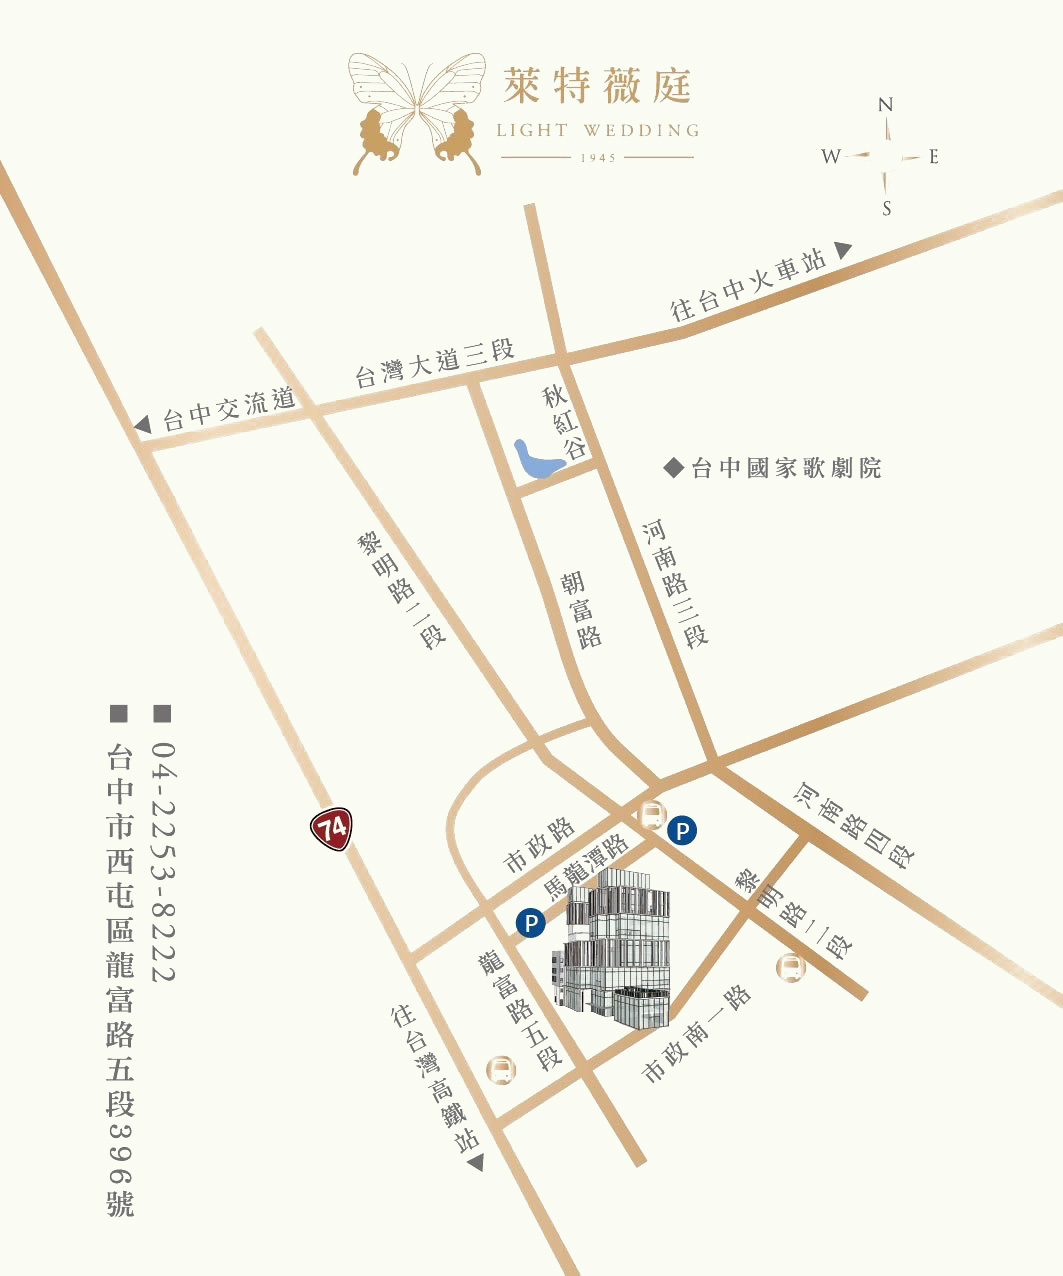 萊特薇庭
LIGHT WEDDING
1945
N
W
E
S
往台中火車站
台灣大道三段
台中交流道
秋紅谷
台中國家歌劇院
黎明路二段
朝富路
河南路三段
04-2253-8222
台中市西屯區龍富路五段396號
74
河南路四段
市政路
馬龍潭路
P
P
黎明路二段
龍富路五段
市政南一路
往台灣高鐵站